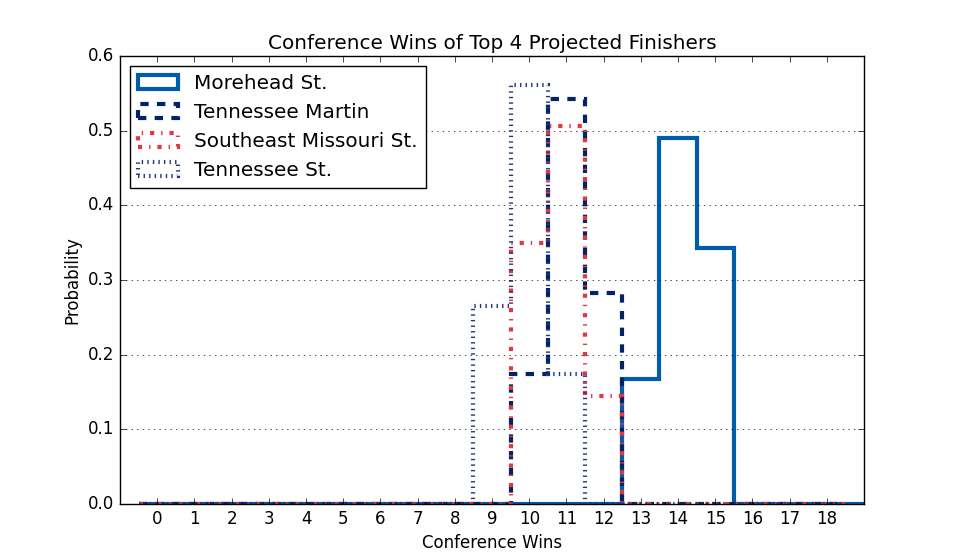 Conference Wins of Top 4 Projected Finishers
0.6
0.5
0.4
0.3
0.2
0.1
0.0
Probability
Morehead St.
Tennessee Martin
Southeast Missouri St.
Tennessee St.
0 1 2 3 4 5 6 7 8 9 10 11 12 13 14 15 16 17 18
Conference Wins